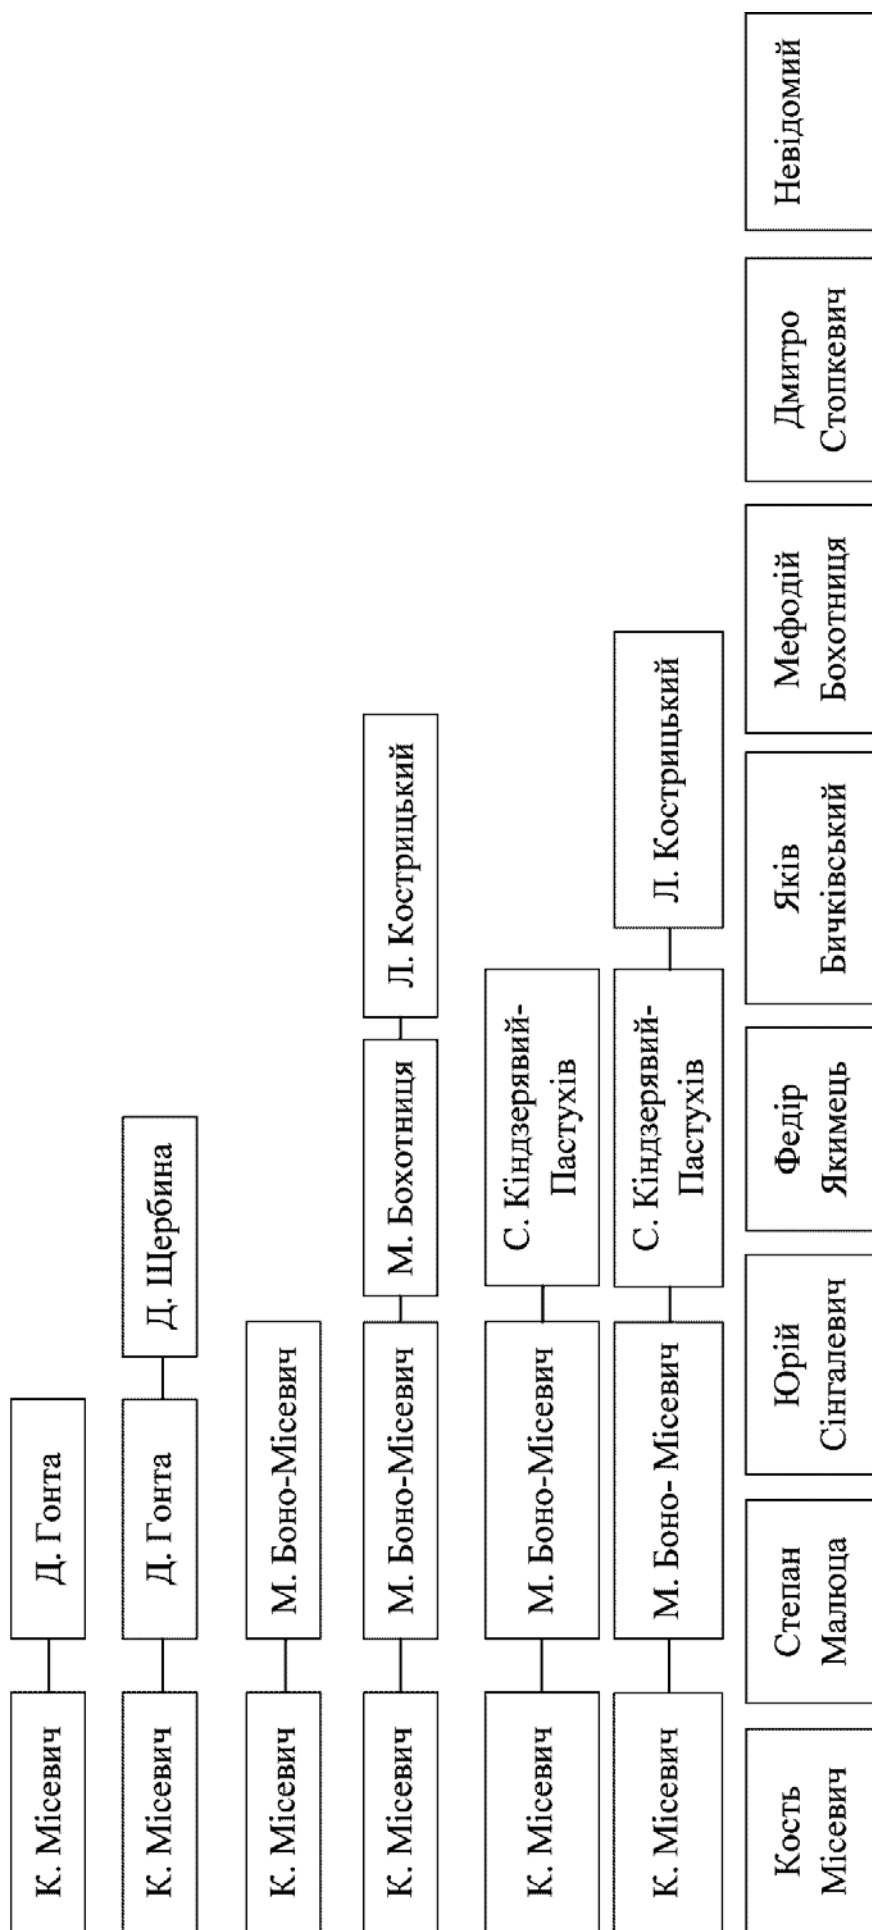 К. Місевич
Д. Гонта
К. Місевич
Д. Гонта
Д. Щербина
К. Місевич
М. Боно-Місевич
К. Місевич
М. Боно-Місевич
М. Бохотниця
Л. Кострицький
К. Місевич
М. Боно-Місевич
С. Кіндзерявий-
Пастухів
К. Місевич
М. Боно- Місевич
С. Кіндзерявий-
Пастухів
Л. Кострицький
Кость
Місевич
Степан
Малюца
Юрій
Сінгалевич
Федір
Якимець
Яків
Бичківський
Мефодій
Бохотниця
Дмитро
Стопкевич
Невідомий